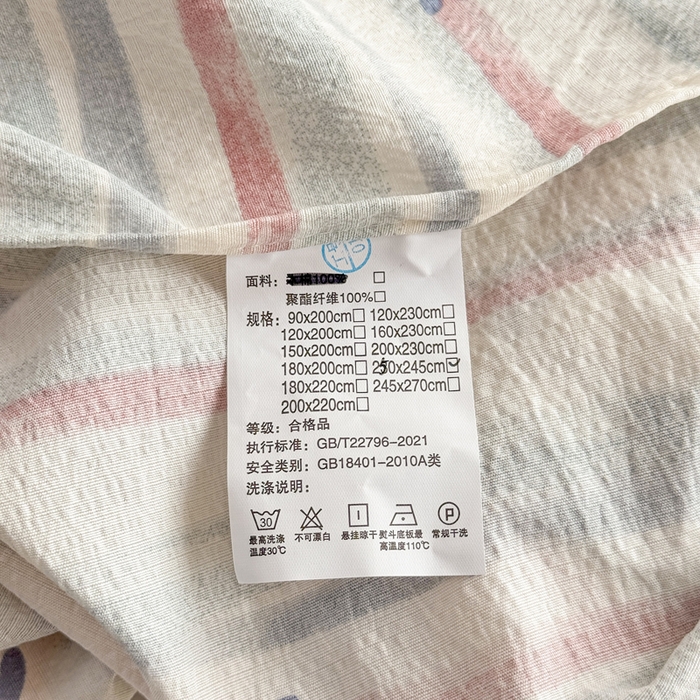 面料：100% □
聚酯纤维100%□
规格：90x200cm□ 120x230cm□
120x200cm□ 160x230cm□
150x200cm□ 200x230cm□
180x200cm□ 250x245cm☑
180x220cm□ 245x270cm□
200x220cm□
等级：合格品
执行标准：GB/T22796-2021
安全类别：GB18401-2010A类
洗涤说明：
30 P
最高洗涤温度30℃
不可漂白
悬挂晾干
熨斗底板最高温度110℃
常规干洗